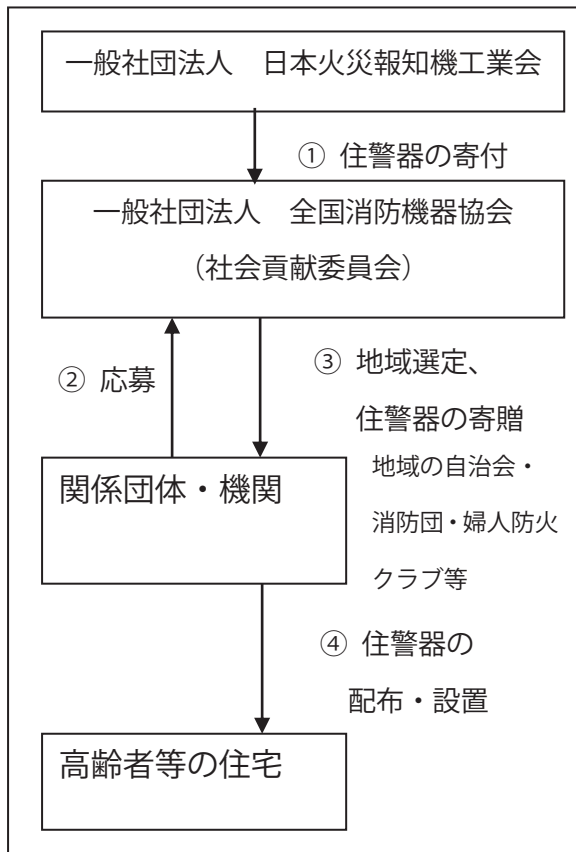 一般社団法人　日本火災報知機工業会
① 住警器の寄付
一般社団法人　全国消防機器協会
（社会貢献委員会）
② 応募
③ 地域選定、
住警器の寄贈
関係団体・機関
地域の自治会・
消防団・婦人防火
クラブ等
④ 住警器の
配布・設置
高齢者等の住宅